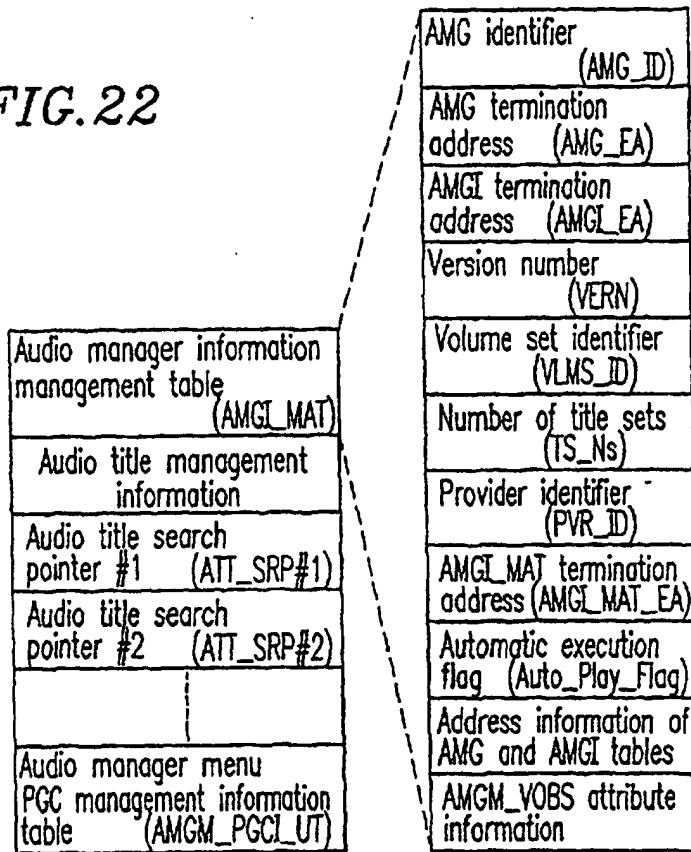 FIG. 22
Audio manager information
management table
(AMGI_MAT)
Audio title management
information
Audio title search
pointer #1 (ATT_SRP#1)
Audio title search
pointer #2 (ATT_SRP#2)
Audio manager menu
PGC management information
table (AMGM_PGCI_UT)
AMG identifier
(AMG_ID)
AMG termination
address (AMG_EA)
AMGI termination
address (AMGI_EA)
Version number
(VERN)
Volume set identifier
(VLMS_ID)
Number of title sets
(TS_Ns)
Provider identifier
(PVR_ID)
AMGI_MAT termination
address (AMGI_MAT_EA)
Automatic execution
flag (Auto_Play_Flag)
Address information of
AMG and AMGI tables
AMGM_VOBS attribute
information